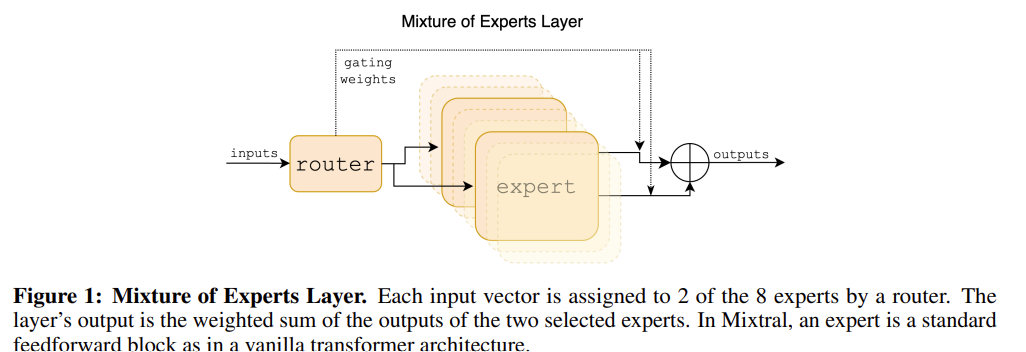 Mixture of Experts Layer
gating
weights
inputs
router
expert
outputs
Figure 1: Mixture of Experts Layer. Each input vector is assigned to 2 of the 8 experts by a router. The
layer's output is the weighted sum of the outputs of the two selected experts. In Mixtral, an expert is a standard
feedforward block as in a vanilla transformer architecture.